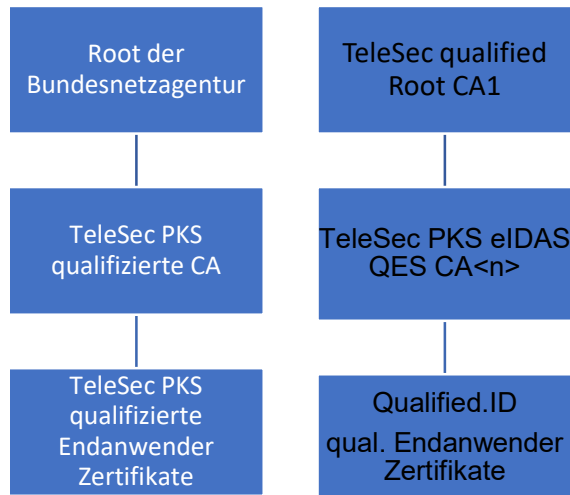 Root der
Bundesnetzagentur
TeleSec qualified
Root CA1
TeleSec PKS
qualifizierte CA
TeleSec PKS eIDAS
QES CA<n>
TeleSec PKS
qualifizierte
Endanwender
Zertifikate
Qualified.ID
qual. Endanwender
Zertifikate